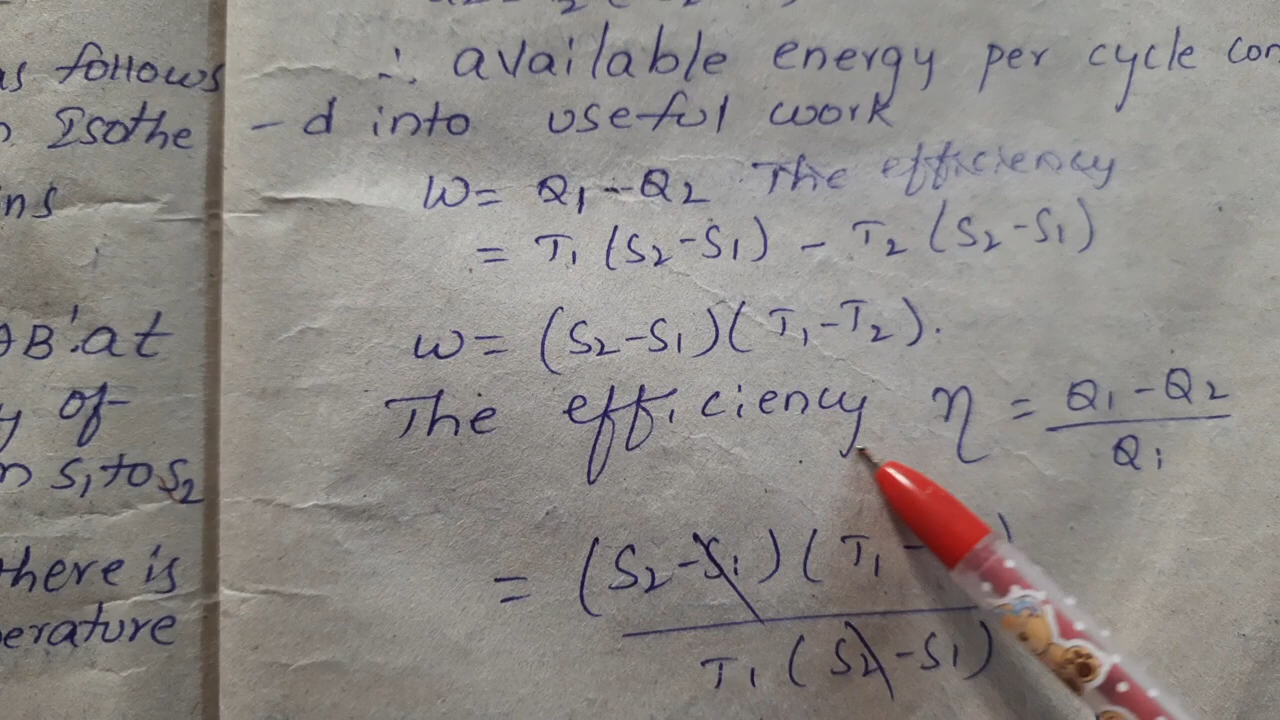 as follows
Isothe
ins
AB'.at
y of
n S₁ to S₂
there is
perature
∴ available energy per cycle con
-d into useful work
W = Q₁ - Q₂ The efficiency
= T₁ (S₂-S₁) - T₂ (S₂-S₁)
W = (S₂-S₁)(T₁-T₂).
The efficiency η = Q₁-Q₂ / Q₁
= (S₂-S₁)(T₁- ) / T₁ (S₂-S₁)